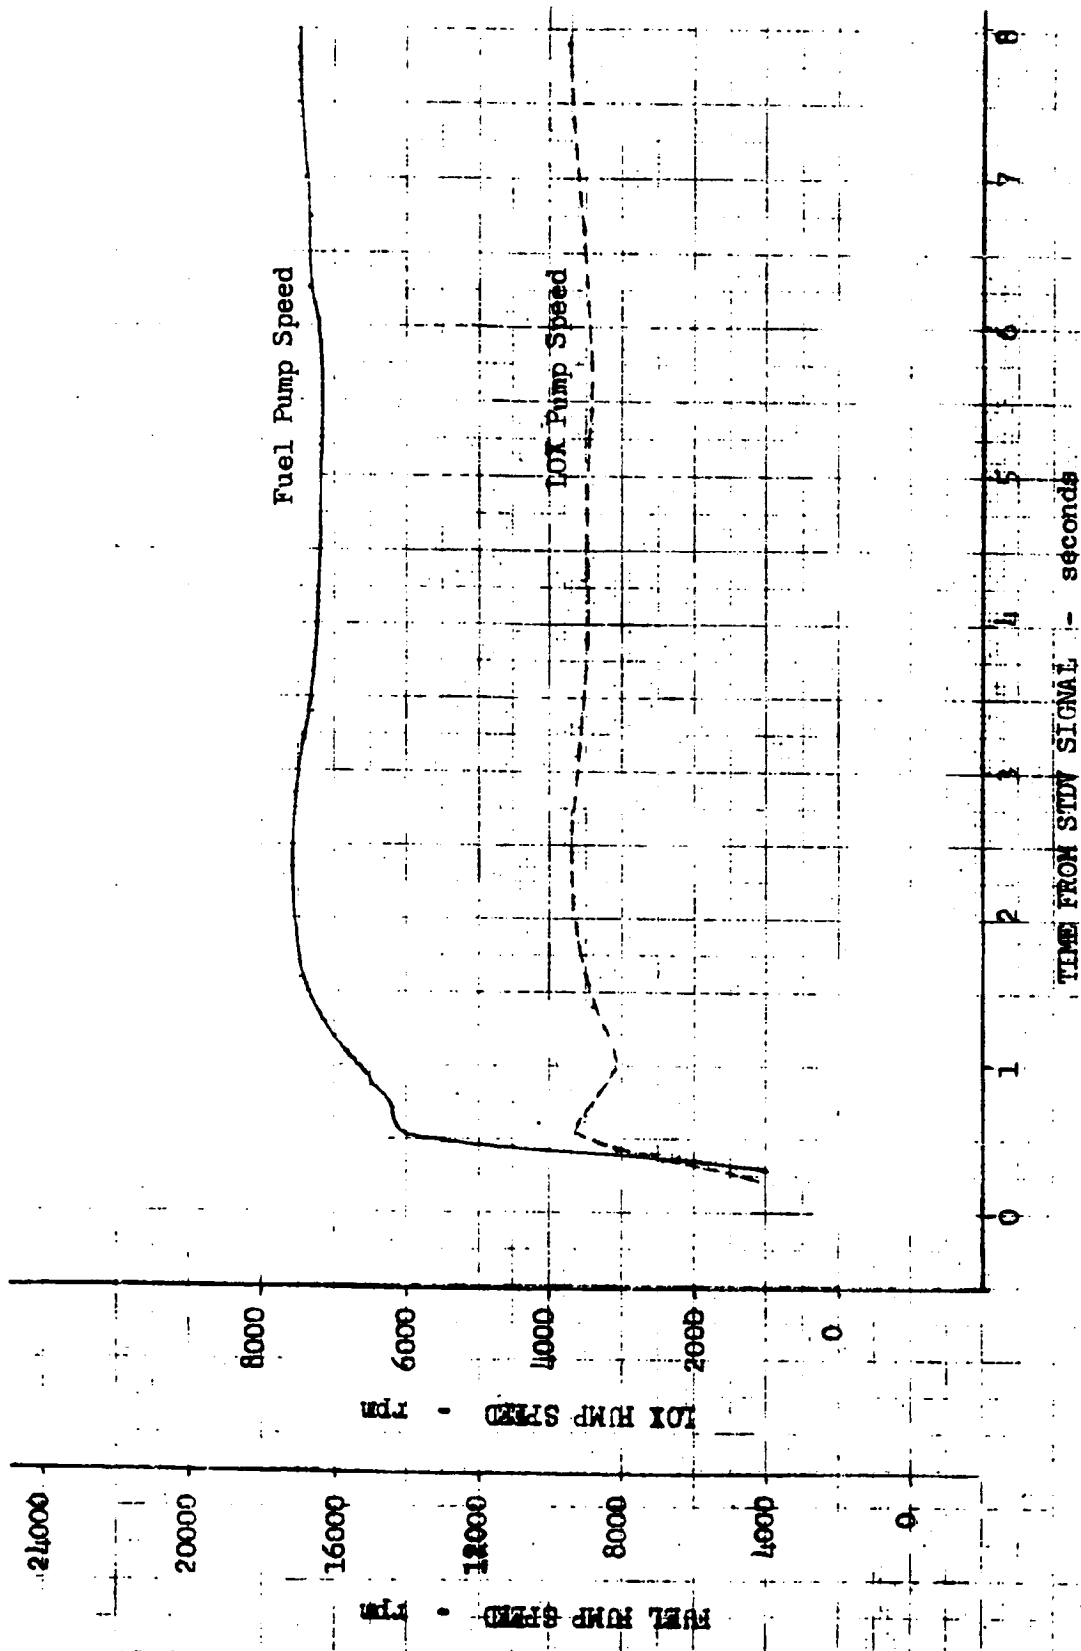 Fuel Pump Speed
LOX Pump Speed
FUEL PUMP SPEED - rpm
24000
20000
16000
12000
8000
4000
0
LOX PUMP SPEED - rpm
8000
6000
4000
2000
0
0 1 2 3 4 5 6 7 8
TIME FROM STDV SIGNAL - seconds